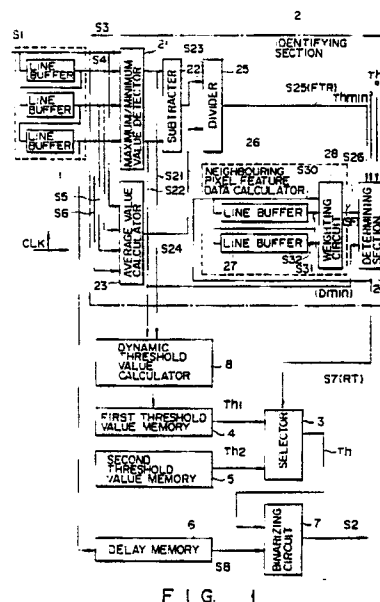 2
S1
S3
21
IDENTIFYING
SECTION
S4
S23
22
25
Th
LINE BUFFER
LINE BUFFER
LINE BUFFER
MAXIMUM/MINIMUM
VALUE DETECTOR
SUBTRACTER
DIVIDER
S25(FTR)
Thmin
1
26
28
S26
S30
S5
S6
S21
S22
NEIGHBOURING
PIXEL FEATURE
DATA CALCULATOR
LINE BUFFER
LINE BUFFER
WEIGHTING
CIRCUIT
DETERMINING
SECTION
AVERAGE VALUE
CALCULATOR
S24
CLK
23
27
S32
S31
(Dmin)
DYNAMIC
THRESHOLD
VALUE CALCULATOR
8
S7(RT)
FIRST THRESHOLD
VALUE MEMORY
Th1
4
SELECTOR
3
SECOND
THRESHOLD
VALUE MEMORY
Th2
5
Th
6
7
DELAY MEMORY
S8
BINARIZING
CIRCUIT
S2
FIG. 1